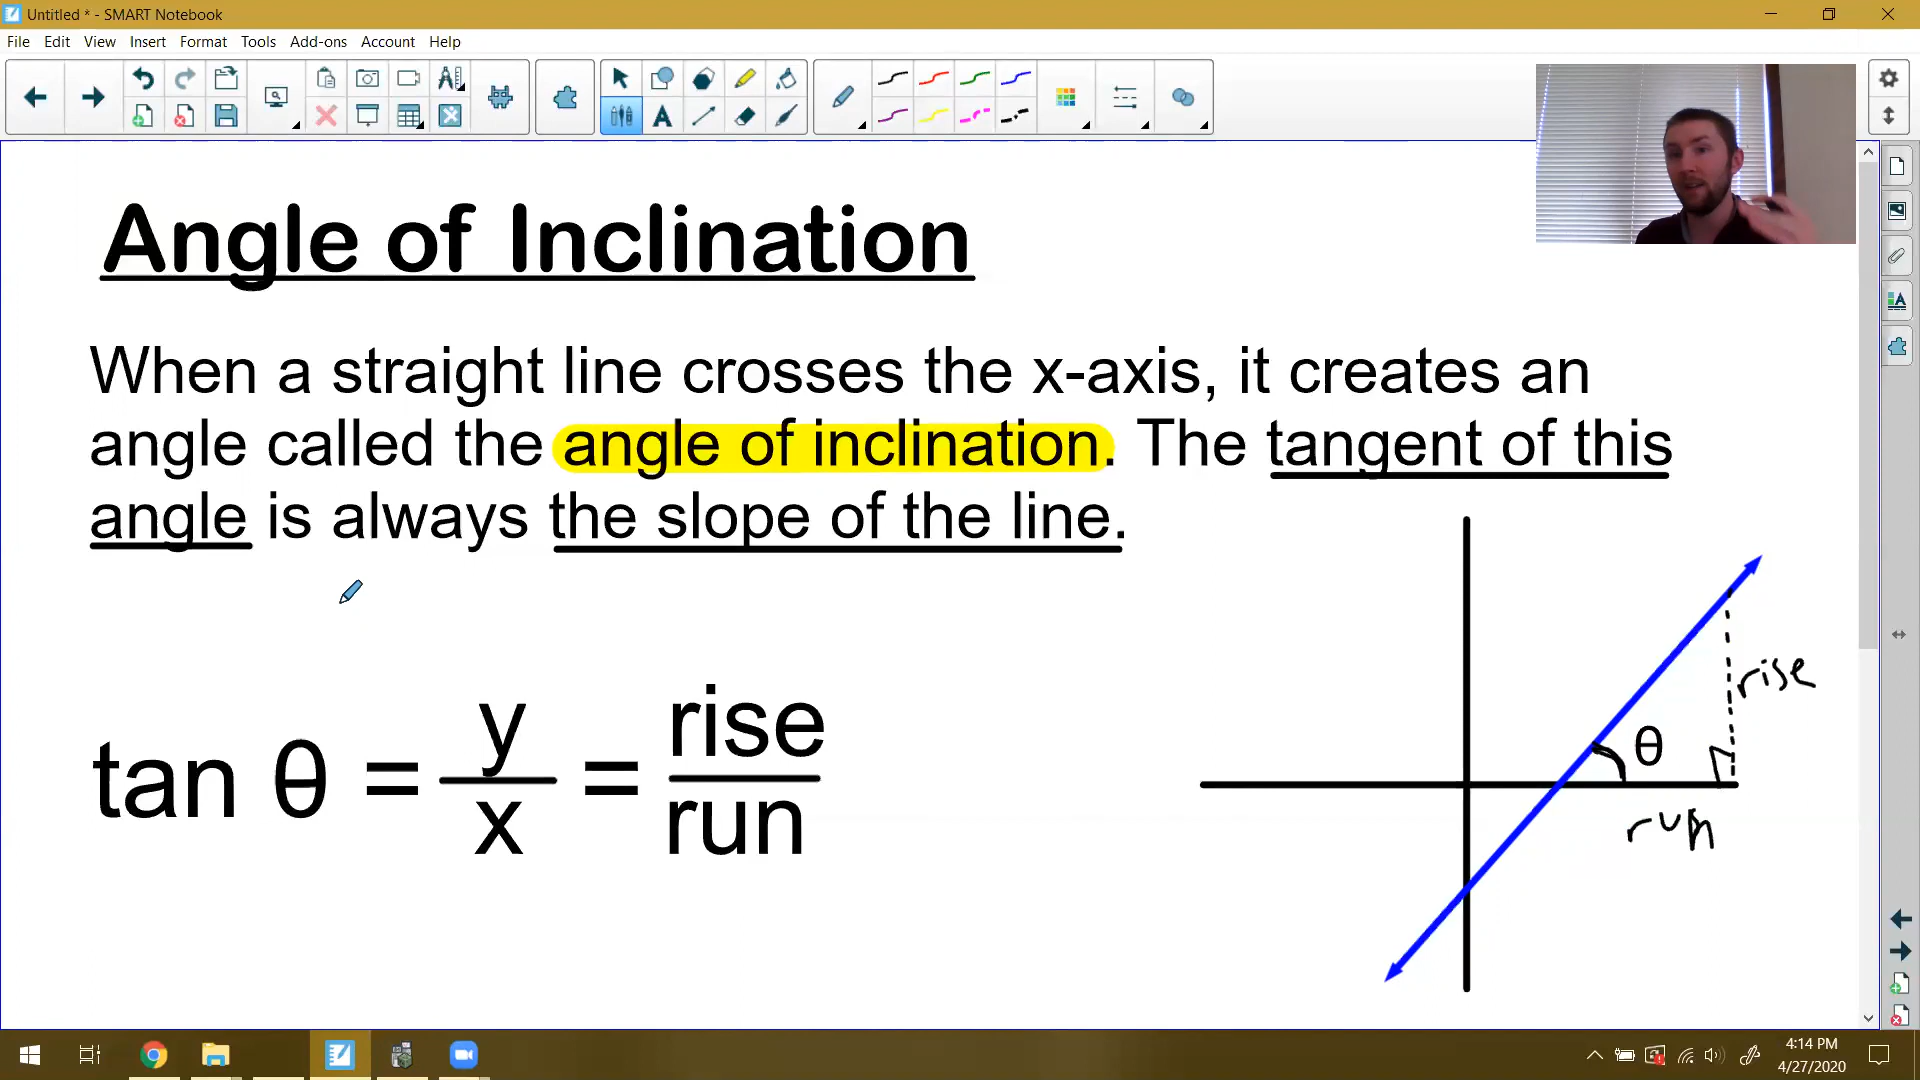 Untitled * - SMART Notebook
File Edit View Insert Format Tools Add-ons Account Help
Angle of Inclination
When a straight line crosses the x-axis, it creates an
angle called the angle of inclination. The tangent of this
angle is always the slope of the line.
tan θ = y/x = rise/run
rise
θ
run
4:14 PM
4/27/2020